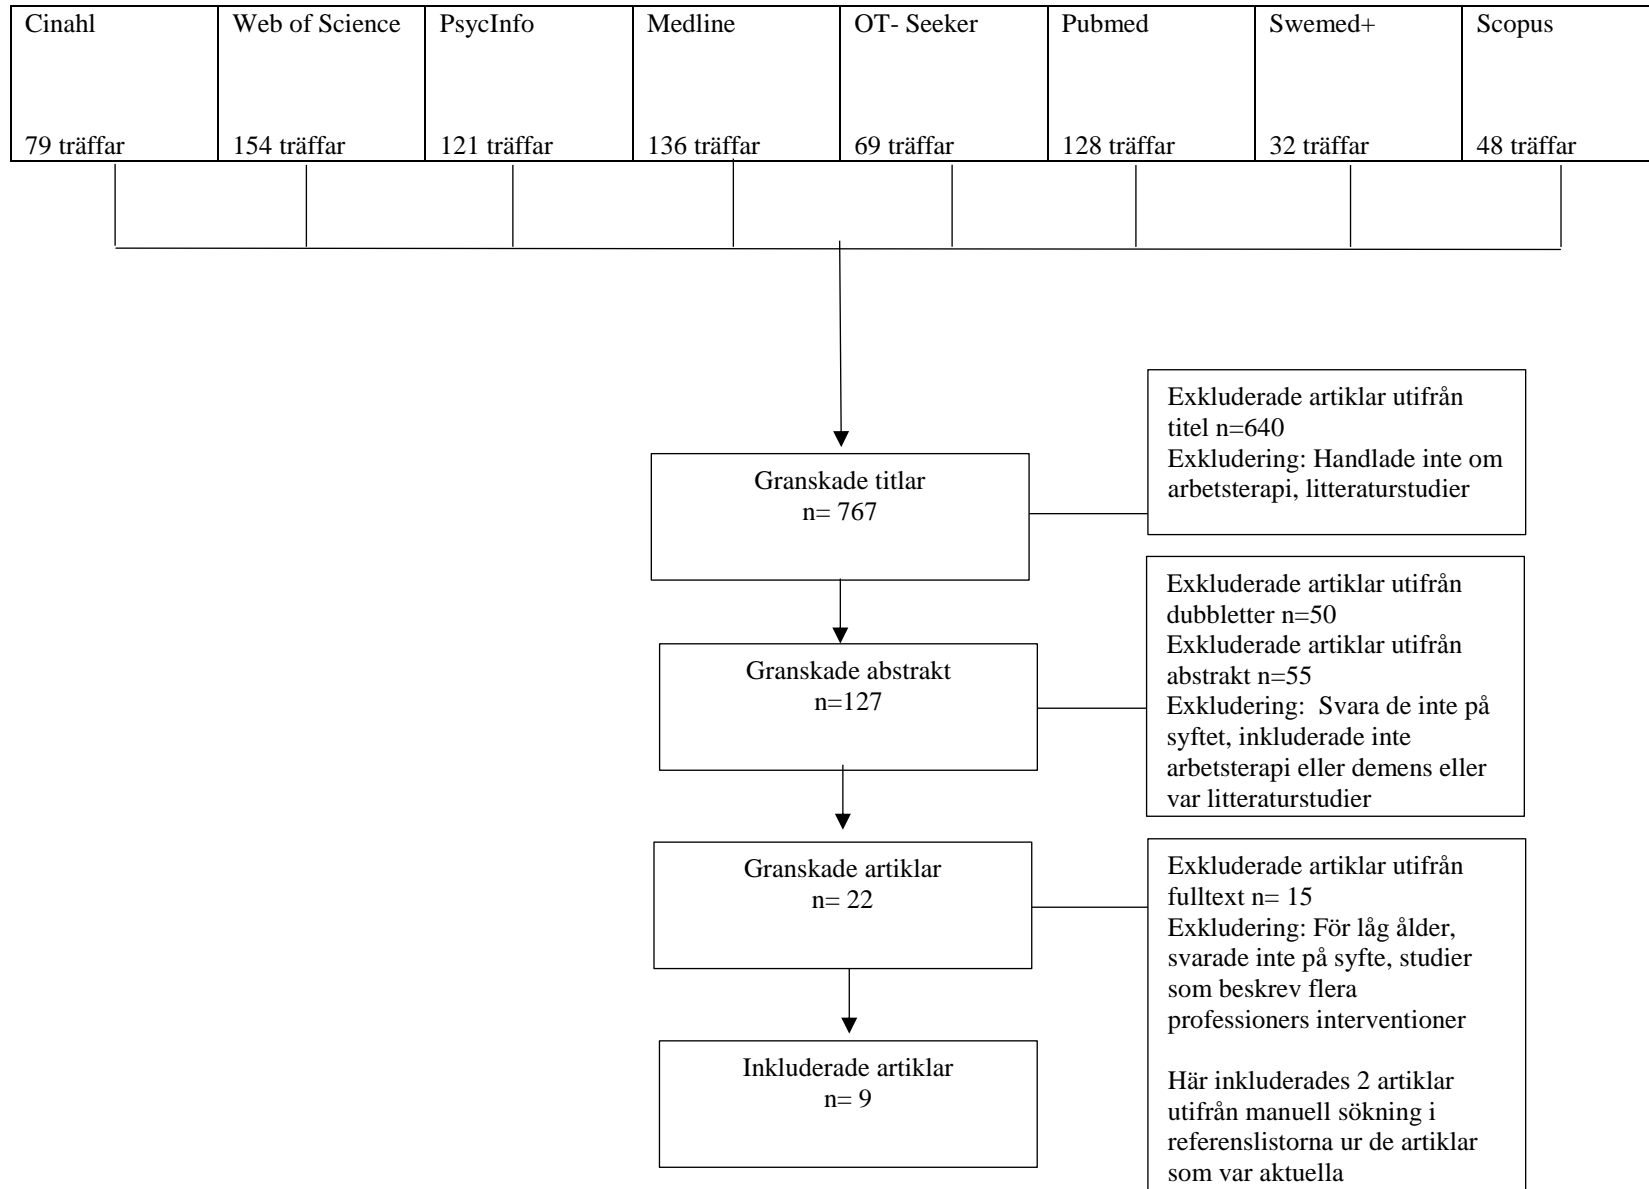 Cinahl
79 träffar
Web of Science
154 träffar
PsycInfo
121 träffar
Medline
136 träffar
OT- Seeker
69 träffar
Pubmed
128 träffar
Swemed+
32 träffar
Scopus
48 träffar
Granskade titlar
n= 767
Exkluderade artiklar utifrån
titel n=640
Exkludering: Handlade inte om
arbetsterapi, litteraturstudier
Granskade abstrakt
n=127
Exkluderade artiklar utifrån
dubbletter n=50
Exkluderade artiklar utifrån
abstrakt n=55
Exkludering:  Svara de inte på
syftet, inkluderade inte
arbetsterapi eller demens eller
var litteraturstudier
Granskade artiklar
n= 22
Exkluderade artiklar utifrån
fulltext n= 15
Exkludering: För låg ålder,
svarade inte på syfte, studier
som beskrev flera
professioners interventioner
Här inkluderades 2 artiklar
utifrån manuell sökning i
referenslistorna ur de artiklar
som var aktuella
Inkluderade artiklar
n= 9